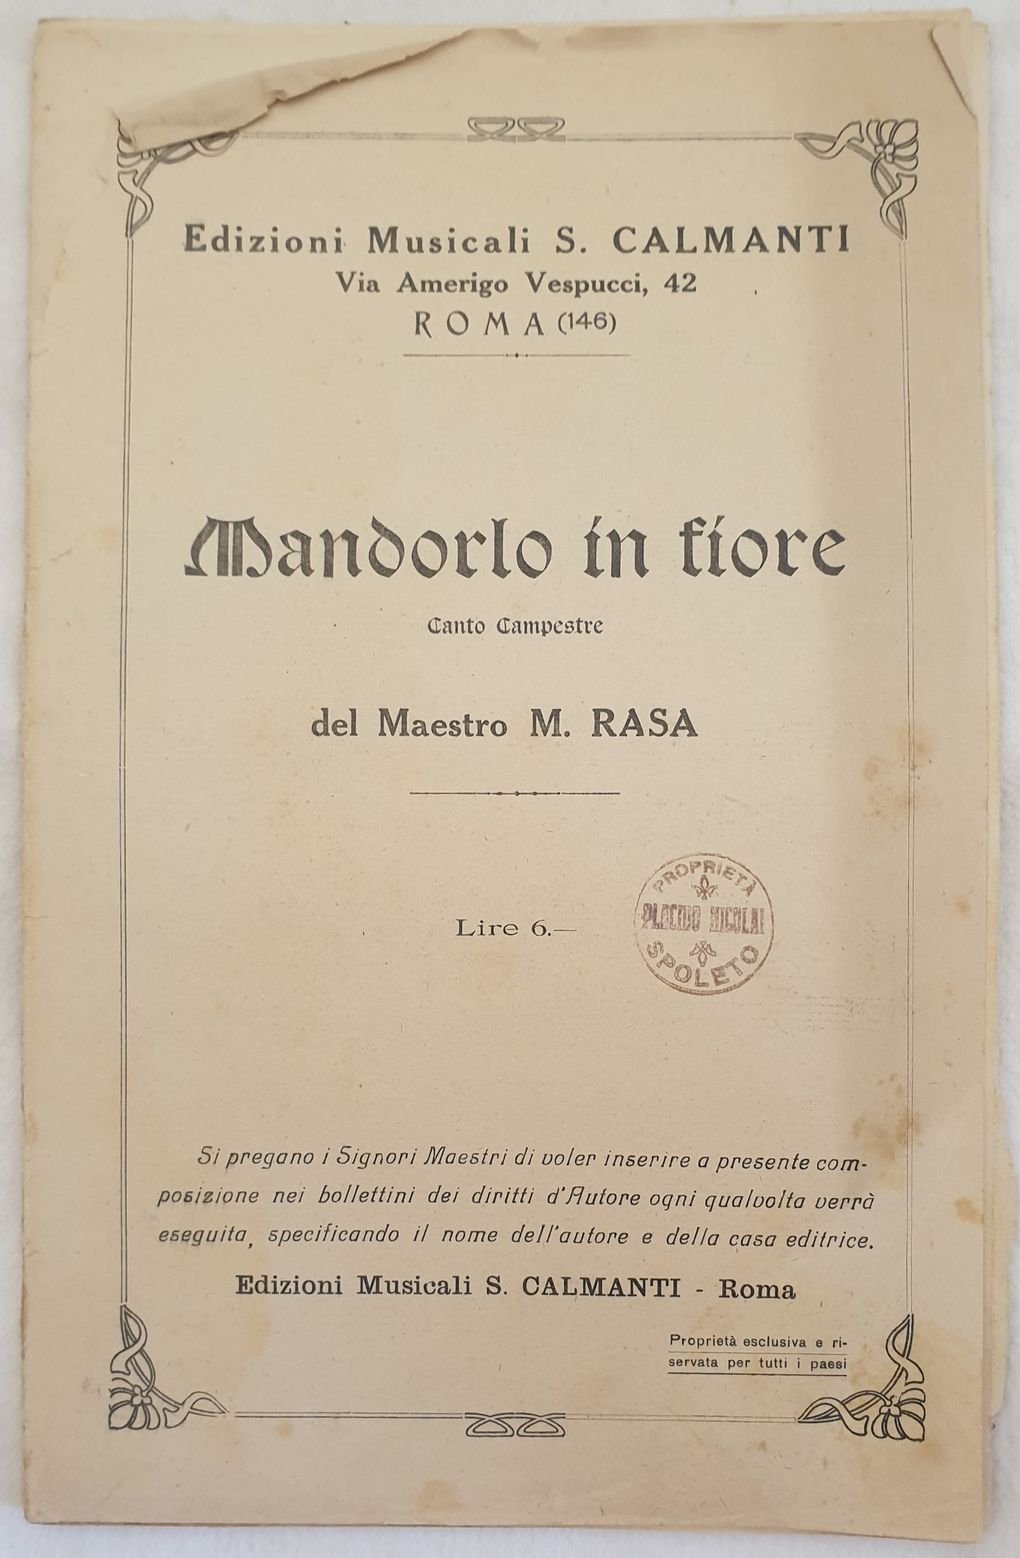 Edizioni Musicali S. CALMANTI
Via Amerigo Vespucci, 42
ROMA (146)
Mandorlo in fiore
Canto Campestre
del Maestro M. RASA
Lire 6.—
PROPRIETÀ
PLACIDO NICOLAI
SPOLETO
Si pregano i Signori Maestri di voler inserire a presente com-
posizione nei bollettini dei diritti d'Autore ogni qualvolta verrà
eseguita, specificando il nome dell'autore e della casa editrice.
Edizioni Musicali S. CALMANTI - Roma
Proprietà esclusiva e ri-
servata per tutti i paesi